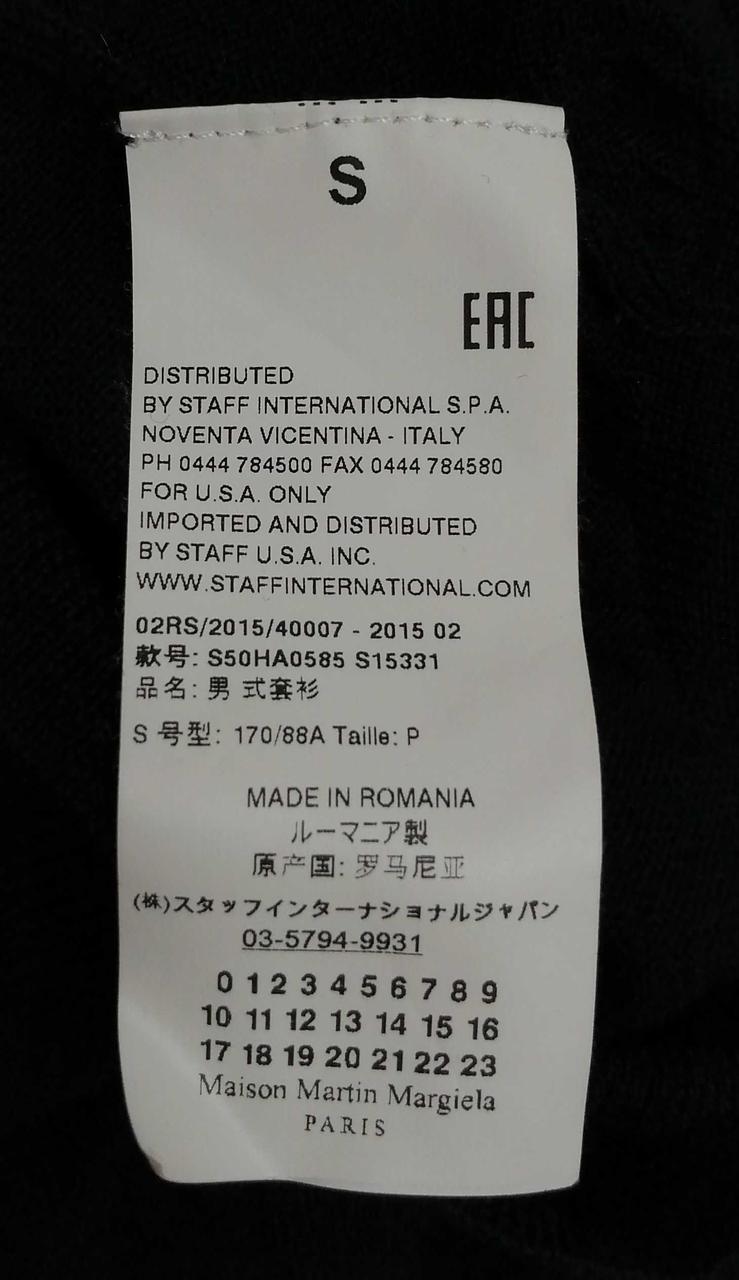 S
EAC
DISTRIBUTED
BY STAFF INTERNATIONAL S.P.A.
NOVENTA VICENTINA - ITALY
PH 0444 784500 FAX 0444 784580
FOR U.S.A. ONLY
IMPORTED AND DISTRIBUTED
BY STAFF U.S.A. INC.
WWW.STAFFINTERNATIONAL.COM
02RS/2015/40007 - 2015 02
款号: S50HA0585 S15331
品名: 男 式套衫
S 号型: 170/88A Taille: P
MADE IN ROMANIA
ルーマニア製
原产国: 罗马尼亚
(株)スタッフインターナショナルジャパン
03-5794-9931
0 1 2 3 4 5 6 7 8 9
10 11 12 13 14 15 16
17 18 19 20 21 22 23
Maison Martin Margiela
PARIS